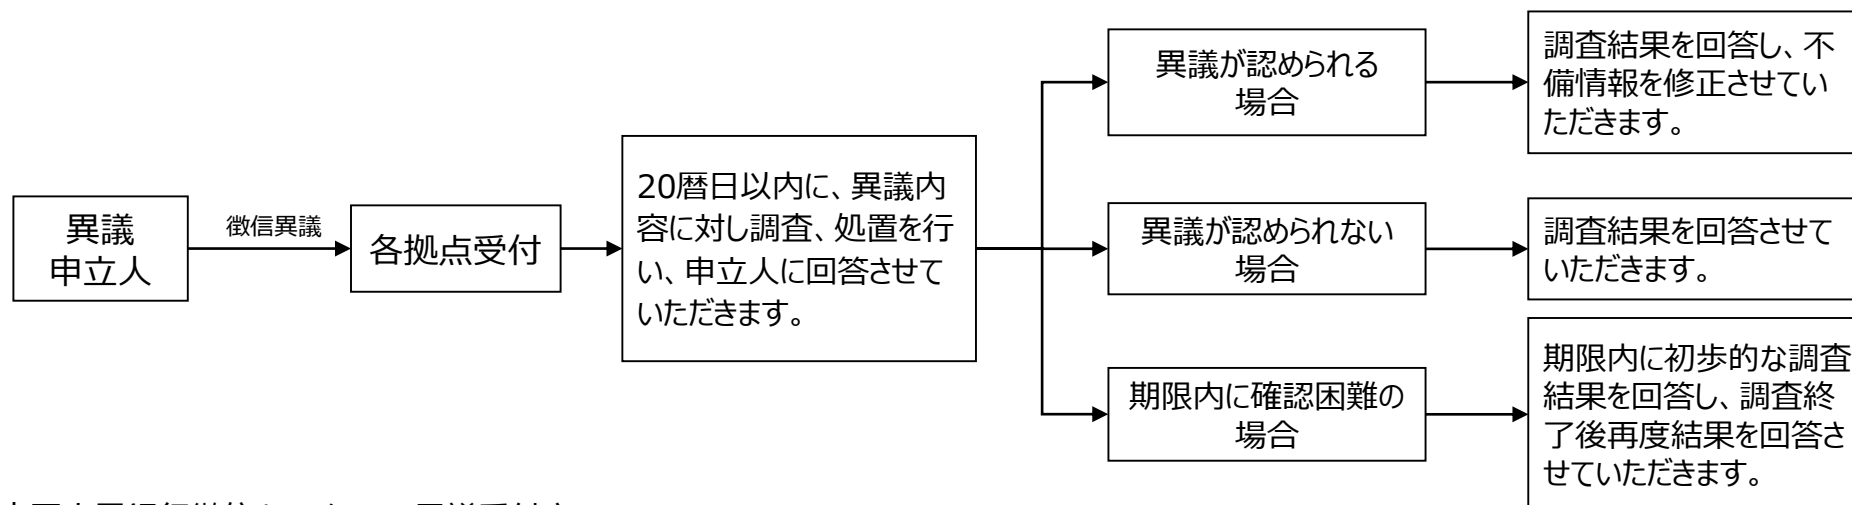 異議
申立人
徴信異議
各拠点受付
20暦日以内に、異議内
容に対し調査、処置を行
い、申立人に回答させて
いただきます。
異議が認められる
場合
調査結果を回答し、不
備情報を修正させてい
ただきます。
異議が認められない
場合
調査結果を回答させて
いただきます。
期限内に確認困難の
場合
期限内に初歩的な調査
結果を回答し、調査終
了後再度結果を回答さ
せていただきます。